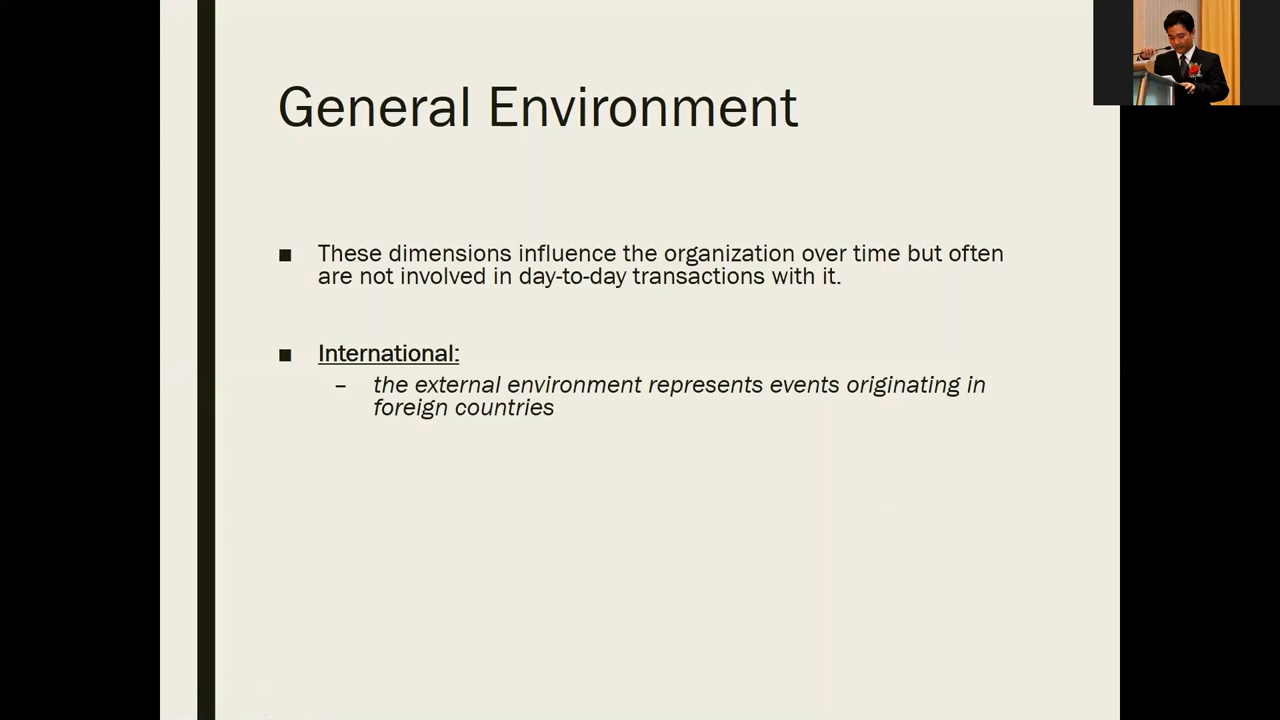 General Environment
■ These dimensions influence the organization over time but often
are not involved in day-to-day transactions with it.
■ International:
– the external environment represents events originating in
foreign countries